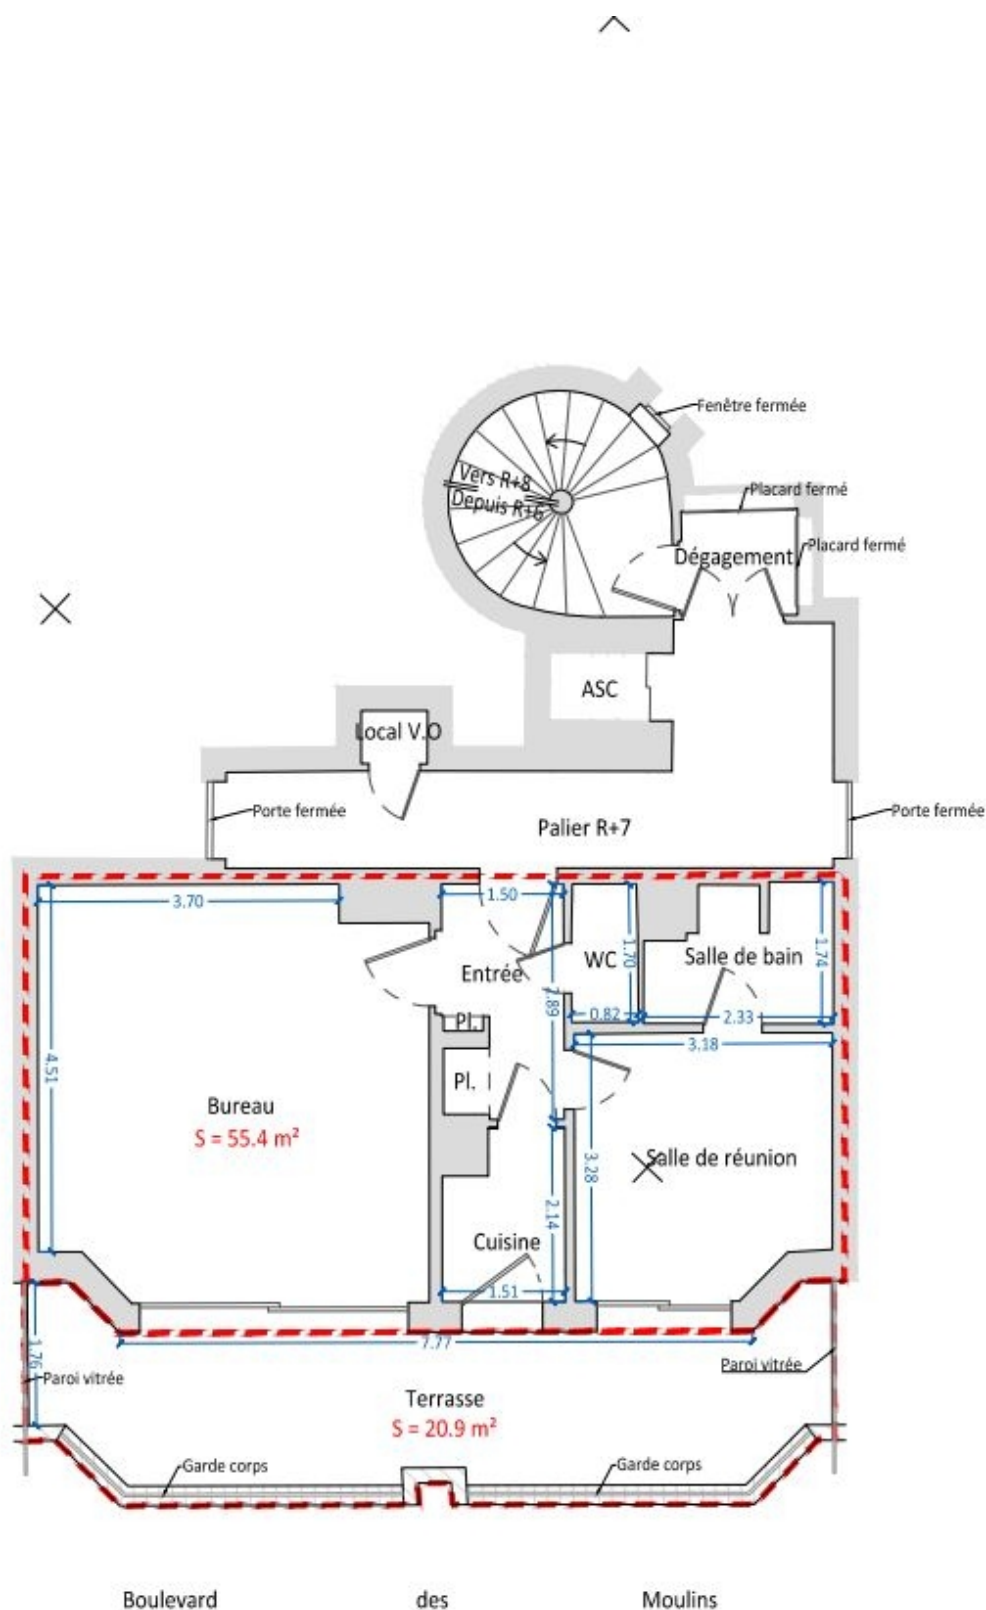 Fenêtre fermée
Vers R+8
Depuis R+6
Placard fermé
Dégagement
Placard fermé
ASC
Local V.O
Porte fermée
Palier R+7
Porte fermée
3.70
1.50
Entrée
WC
1.70
Salle de bain
1.74
2.89
0.82
2.33
3.18
Pl.
Pl.
4.51
Bureau
S = 55.4 m²
Salle de réunion
3.28
2.14
Cuisine
1.51
7.77
1.76
Paroi vitrée
Paroi vitrée
Terrasse
S = 20.9 m²
Garde corps
Garde corps
Boulevard des Moulins